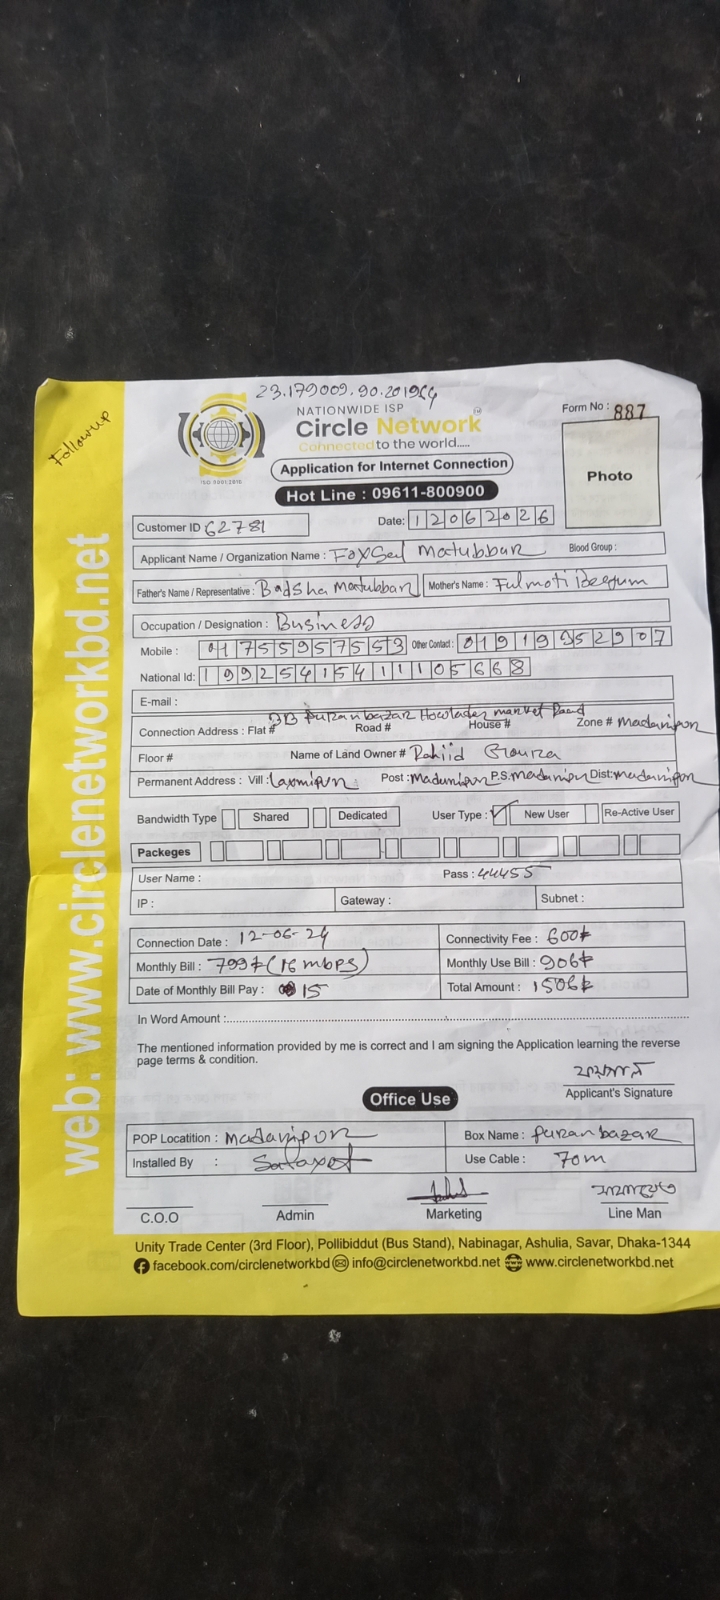 23.179009.90.201964
Followup
NATIONWIDE ISP
Circle Network
Connected to the world.....
ISO 9001:2015
Form No : 887
Application for Internet Connection
Hot Line : 09611-800900
Photo
Customer ID 62781 Date: 12062026
Applicant Name / Organization Name : Foysal Matubbar Blood Group :
Father's Name / Representative : Badsha Matubbar Mother's Name : Fulmoti Begum
Occupation / Designation : Business
Mobile : 01755957553 Other Contact : 01919952907
National Id: 19925415411105668
E-mail :
Puranbazar Howlader market Road
Connection Address : Flat # Road # House # Zone # Madaripur
Floor # Name of Land Owner # Rahiid
Permanent Address : Vill : Laxmipur Post : Madaripur P.S. Madaripur Dist: Madaripur
Bandwidth Type Shared Dedicated User Type : ✓ New User Re-Active User
Packeges
User Name : Pass : 44455
IP : Gateway : Subnet :
Connection Date : 12-06-24 Connectivity Fee : 600৳
Monthly Bill : 799৳ (16 mbps) Monthly Use Bill : 906৳
Date of Monthly Bill Pay : 15 Total Amount : 1506৳
In Word Amount :
The mentioned information provided by me is correct and I am signing the Application learning the reverse
page terms & condition.
ফয়সাল
Applicant's Signature
Office Use
POP Locatition : Madaripur Box Name : Puranbazar
Installed By : Use Cable : 70m
C.O.O Admin Marketing Line Man
Unity Trade Center (3rd Floor), Pollibiddut (Bus Stand), Nabinagar, Ashulia, Savar, Dhaka-1344
facebook.com/circlenetworkbd info@circlenetworkbd.net www.circlenetworkbd.net
web: www.circlenetworkbd.net